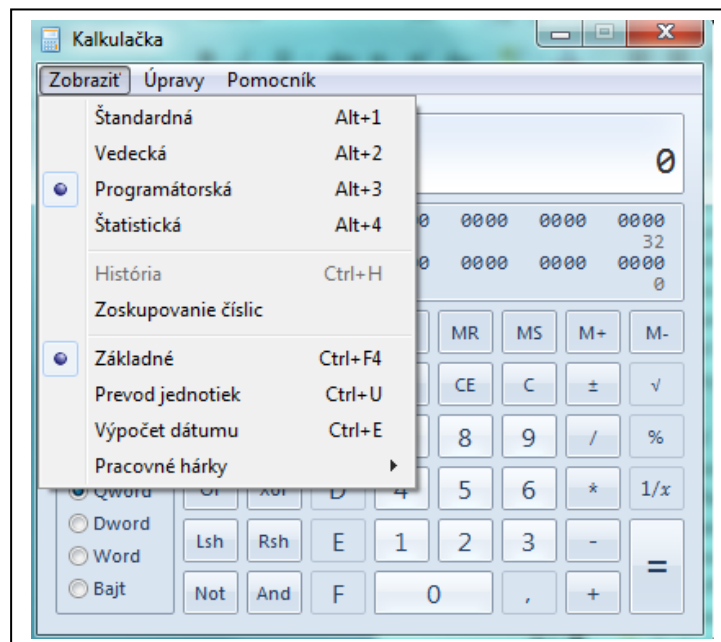 Kalkulačka
Zobraziť Úpravy Pomocník
Štandardná Alt+1
Vedecká Alt+2
0
Programátorská Alt+3
Štatistická Alt+4
0000 0000 0000
32
História Ctrl+H
0000 0000 0000
0
Zoskupovanie číslic
MR MS M+ M-
Základné Ctrl+F4
Prevod jednotiek Ctrl+U
CE C ± √
Výpočet dátumu Ctrl+E
8 9 / %
Pracovné hárky
Qword Or Xor D 4 5 6 * 1/x
Dword
Lsh Rsh E 1 2 3 - =
Word
Bajt Not And F 0 , +